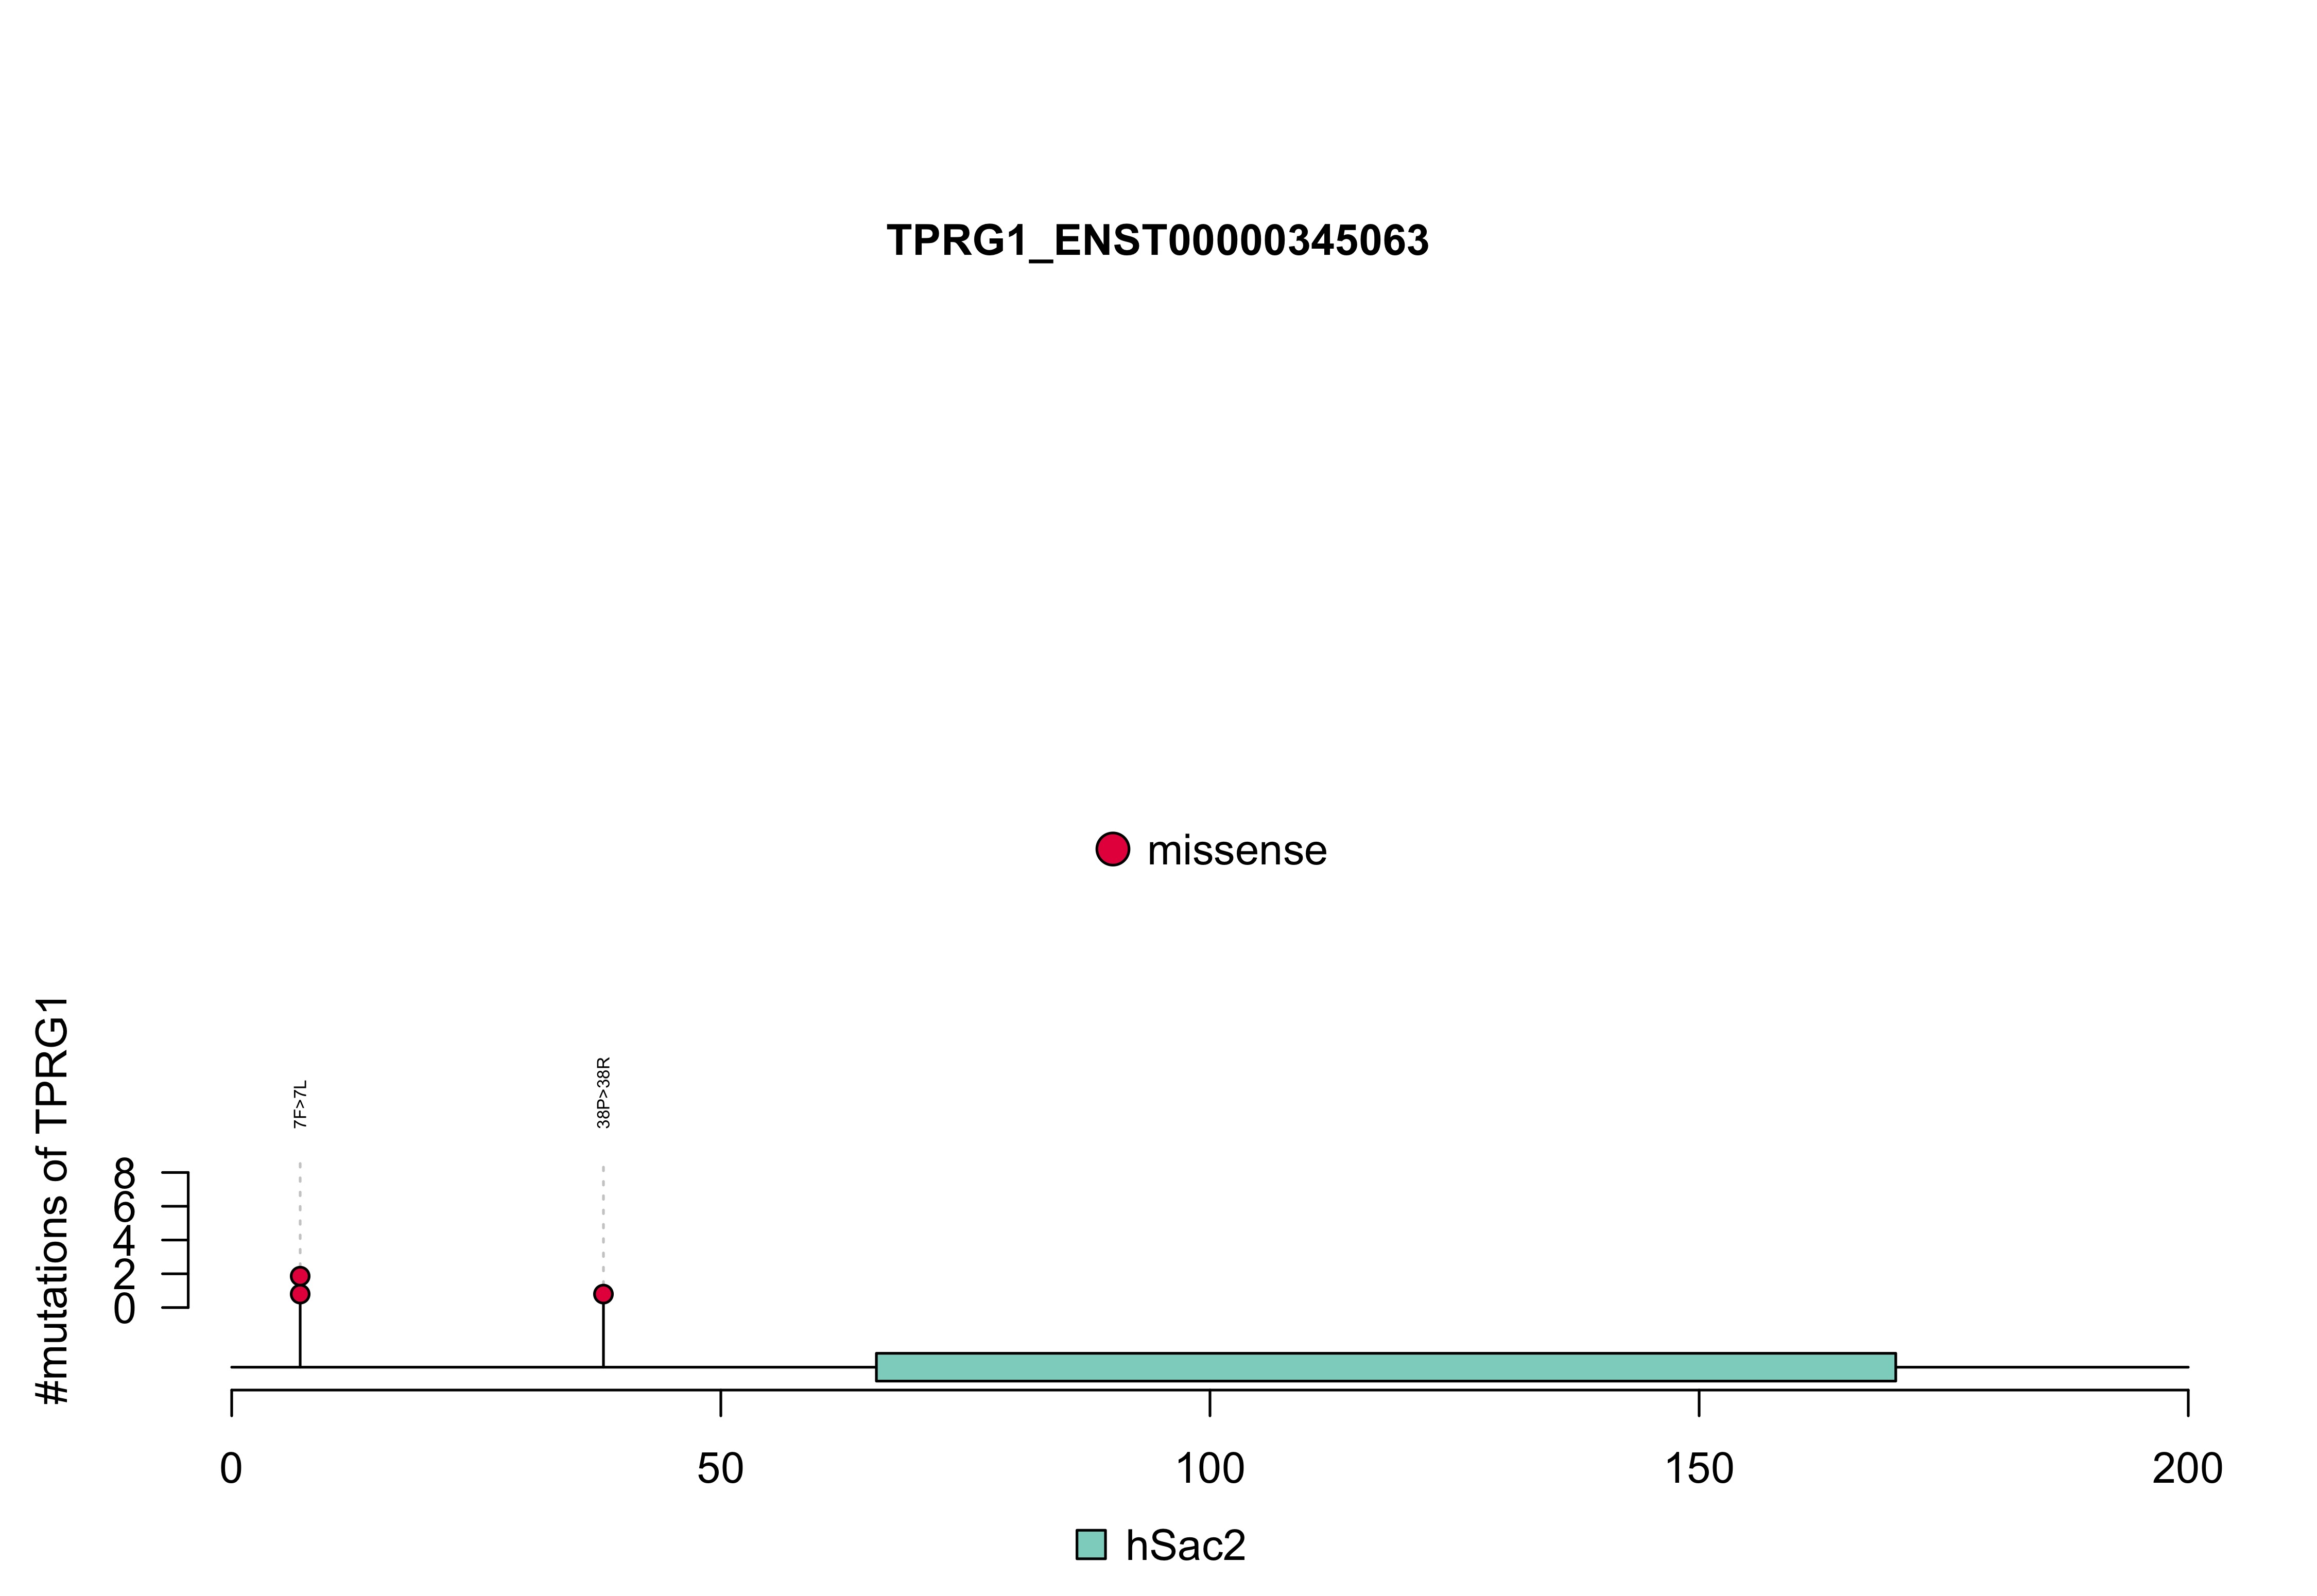 TPRG1_ENST00000345063
missense
#mutations of TPRG1
7F>7L
38P>38R
8
6
4
2
0
0 50 100 150 200
hSac2